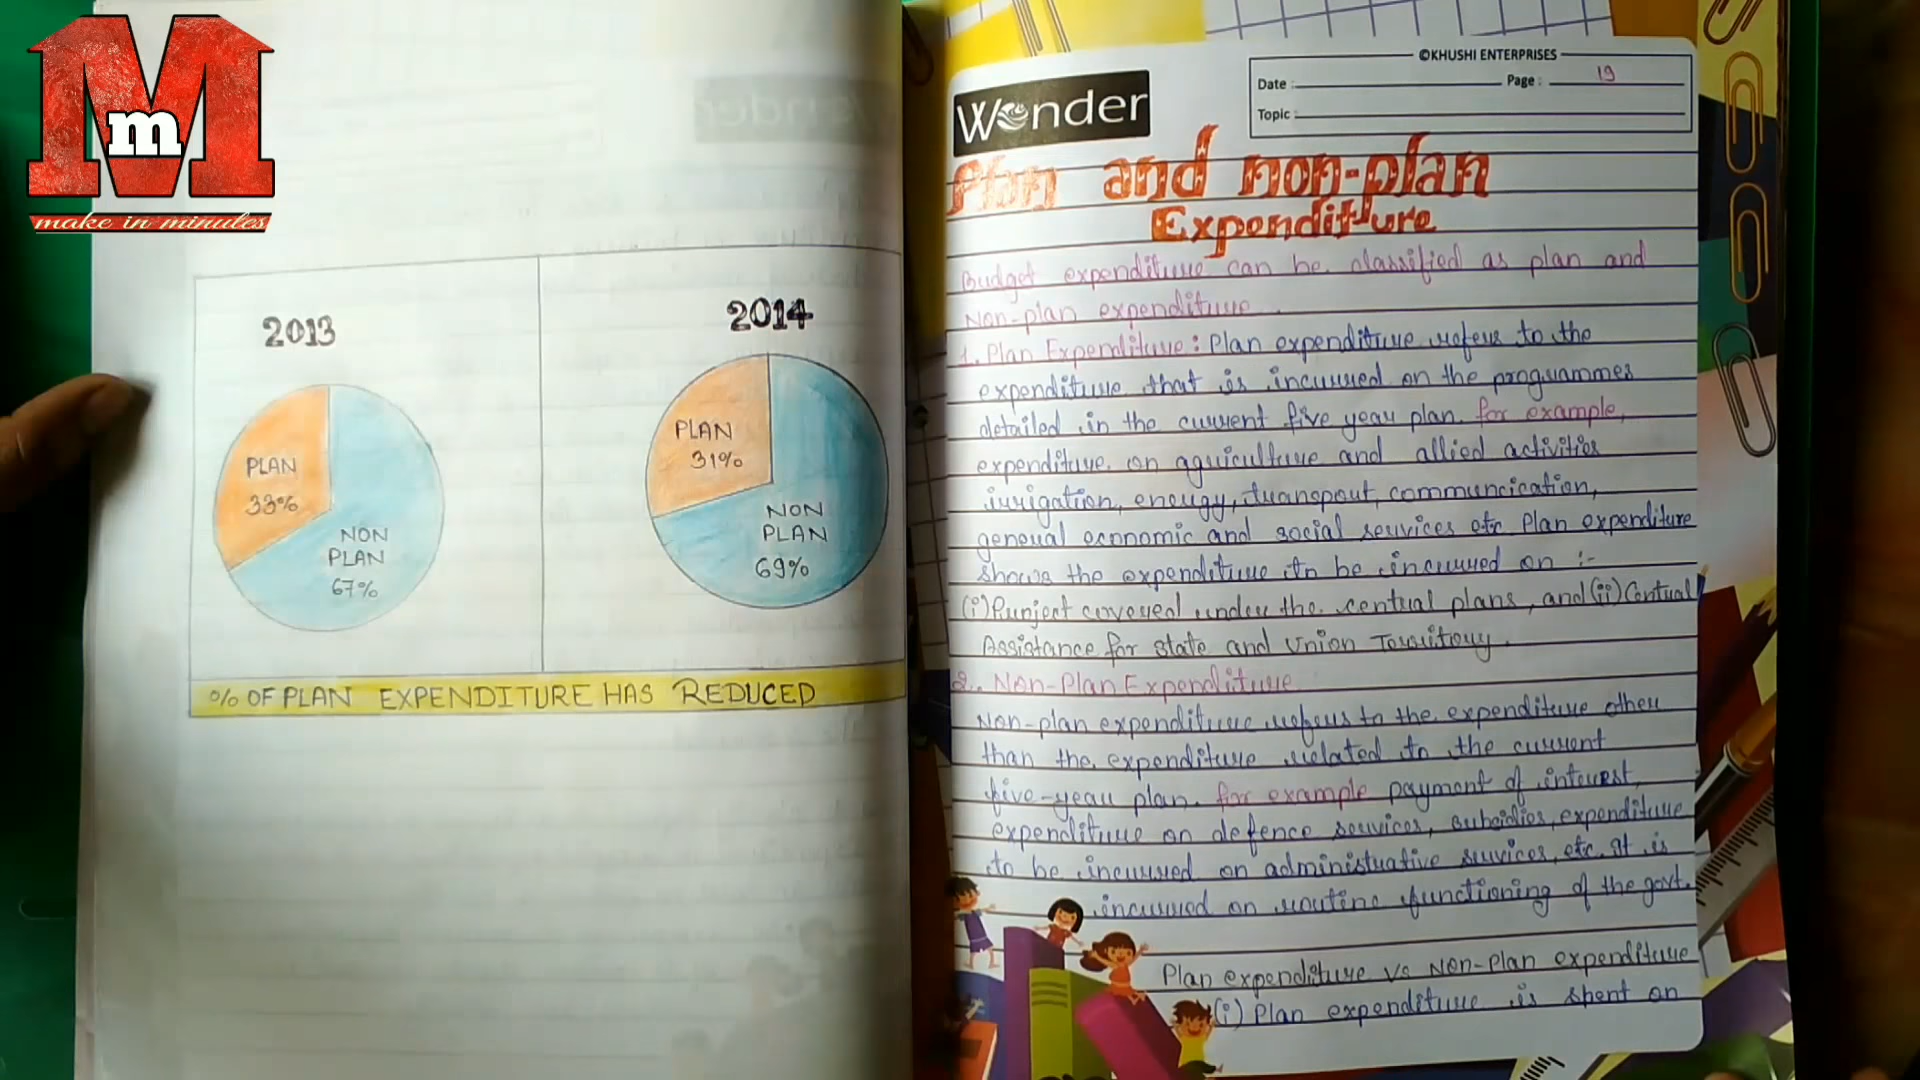 M
m
make in minutes
2013
PLAN
33%
NON
PLAN
67%
2014
PLAN
31%
NON
PLAN
69%
% OF PLAN EXPENDITURE HAS REDUCED
©KHUSHI ENTERPRISES
Wonder
Date : Page : 19
Topic :
Plan and non-plan
Expenditure
Budget expenditure can be classified as plan and
Non-plan expenditure.
1. Plan Expenditure : Plan expenditure refers to the
expenditure that is incurred on the programmes
detailed in the current five year plan. for example,
expenditure on agriculture and allied activities
irrigation, energy, transport, communcication,
general economic and social services etc Plan expenditure
shows the expenditure to be incurred on :-
(i) Punject covered under the central plans, and (ii) Central
Assistance for state and Union Territory.
2. Non-Plan Expenditure
Non-plan expenditure refers to the expenditure other
than the expenditure related to the current
five-year plan. for example payment of interest,
expenditure on defence services, subsidies, expenditure
to be incurred on administrative services, etc. It is
incurred on routine functioning of the govt.
Plan expenditure vs Non-Plan expenditure
(i) Plan expenditure is spent on